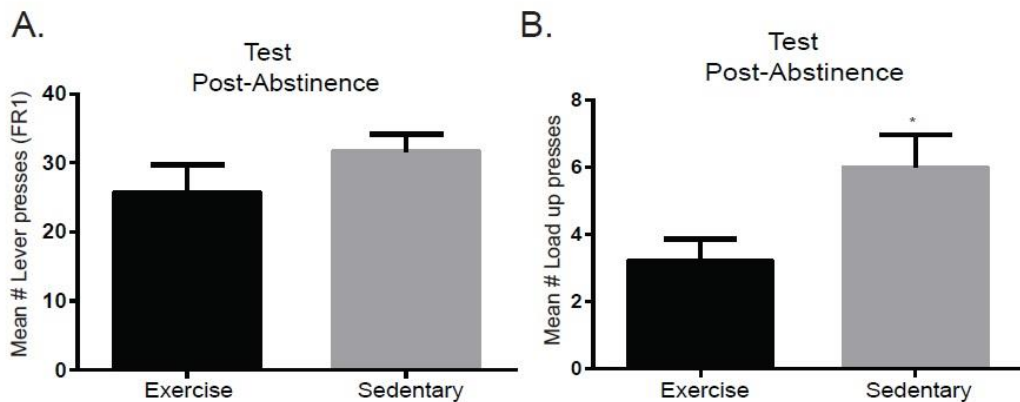 A.
Test
Post-Abstinence
Mean # Lever presses (FR1)
40
30
20
10
0
Exercise
Sedentary
B.
Test
Post-Abstinence
Mean # Load up presses
8
6
4
2
0
*
Exercise
Sedentary